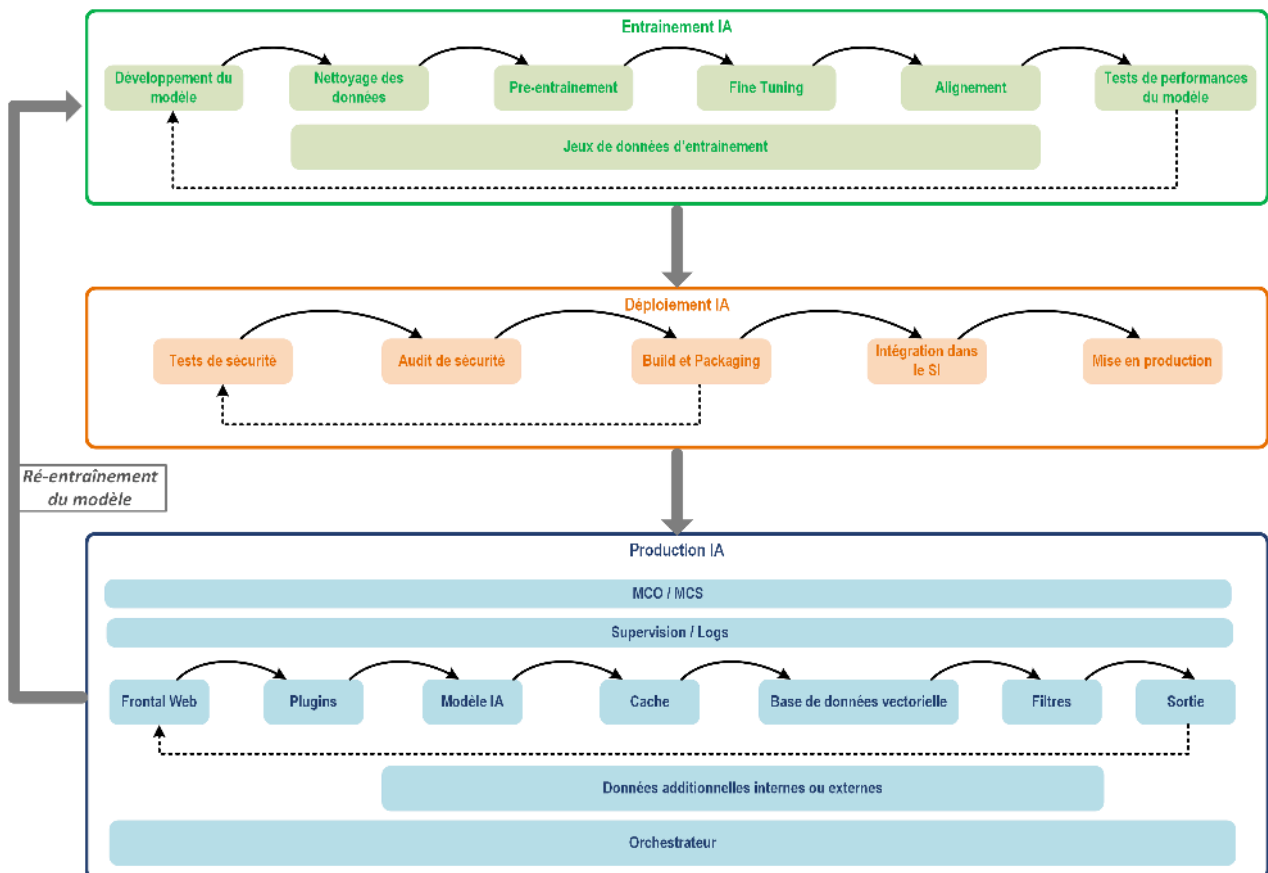 Entrainement IA
Développement du
modèle
Nettoyage des
données
Pre-entrainement
Fine Tuning
Alignement
Tests de performances
du modèle
Jeux de données d'entrainement
Déploiement IA
Tests de sécurité
Audit de sécurité
Build et Packaging
Intégration dans
le SI
Mise en production
Ré-entraînement
du modèle
Production IA
MCO / MCS
Supervision / Logs
Frontal Web
Plugins
Modèle IA
Cache
Base de données vectorielle
Filtres
Sortie
Données additionnelles internes ou externes
Orchestrateur